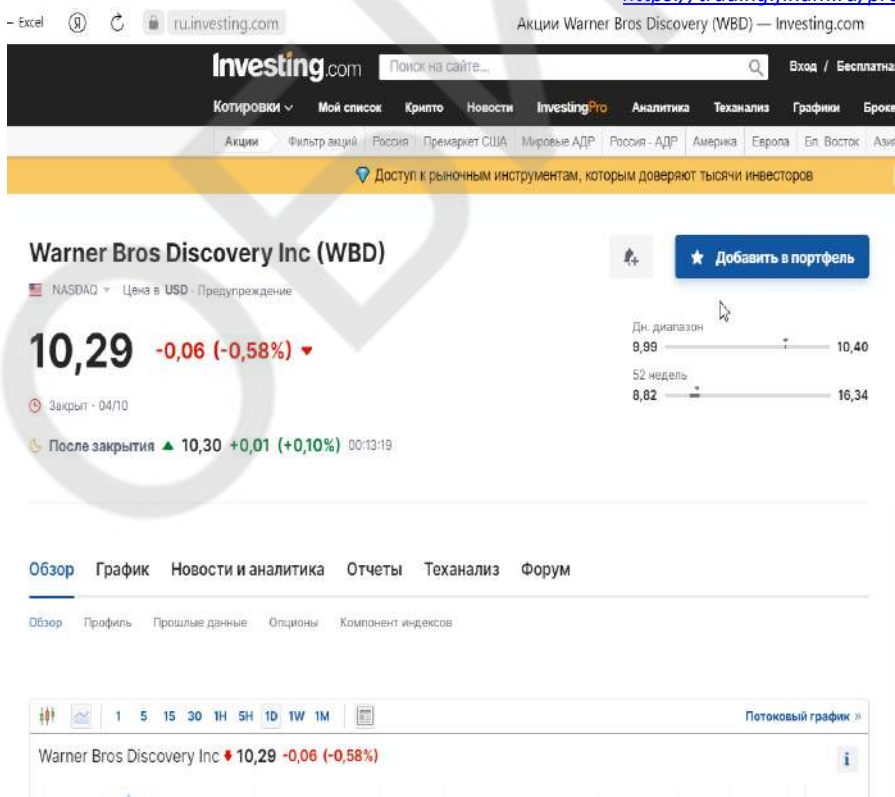 – Excel
ru.investing.com
Акции Warner Bros Discovery (WBD) — Investing.com
Investing.com
Поиск на сайте...
Вход / Бесплатная
Котировки
Мой список
Крипто
Новости
InvestingPro
Аналитика
Теханализ
Графики
Акции
Фильтр акций
Россия
Премаркет США
Мировые АДР
Россия - АДР
Америка
Европа
Бл. Восток
Доступ к рыночным инструментам, которым доверяют тысячи инвесторов
Warner Bros Discovery Inc (WBD)
Добавить в портфель
NASDAQ
Цена в USD · Предупреждение
10,29 -0,06 (-0,58%)
Дн. диапазон
9,99 10,40
52 недель
8,82 16,34
Закрыт · 04/10
После закрытия 10,30 +0,01 (+0,10%) 00:13:19
Обзор График Новости и аналитика Отчеты Теханализ Форум
Обзор Профиль Прошлые данные Опционы Компонент индексов
1 5 15 30 1H 5H 1D 1W 1M
Потоковый график »
Warner Bros Discovery Inc 10,29 -0,06 (-0,58%)